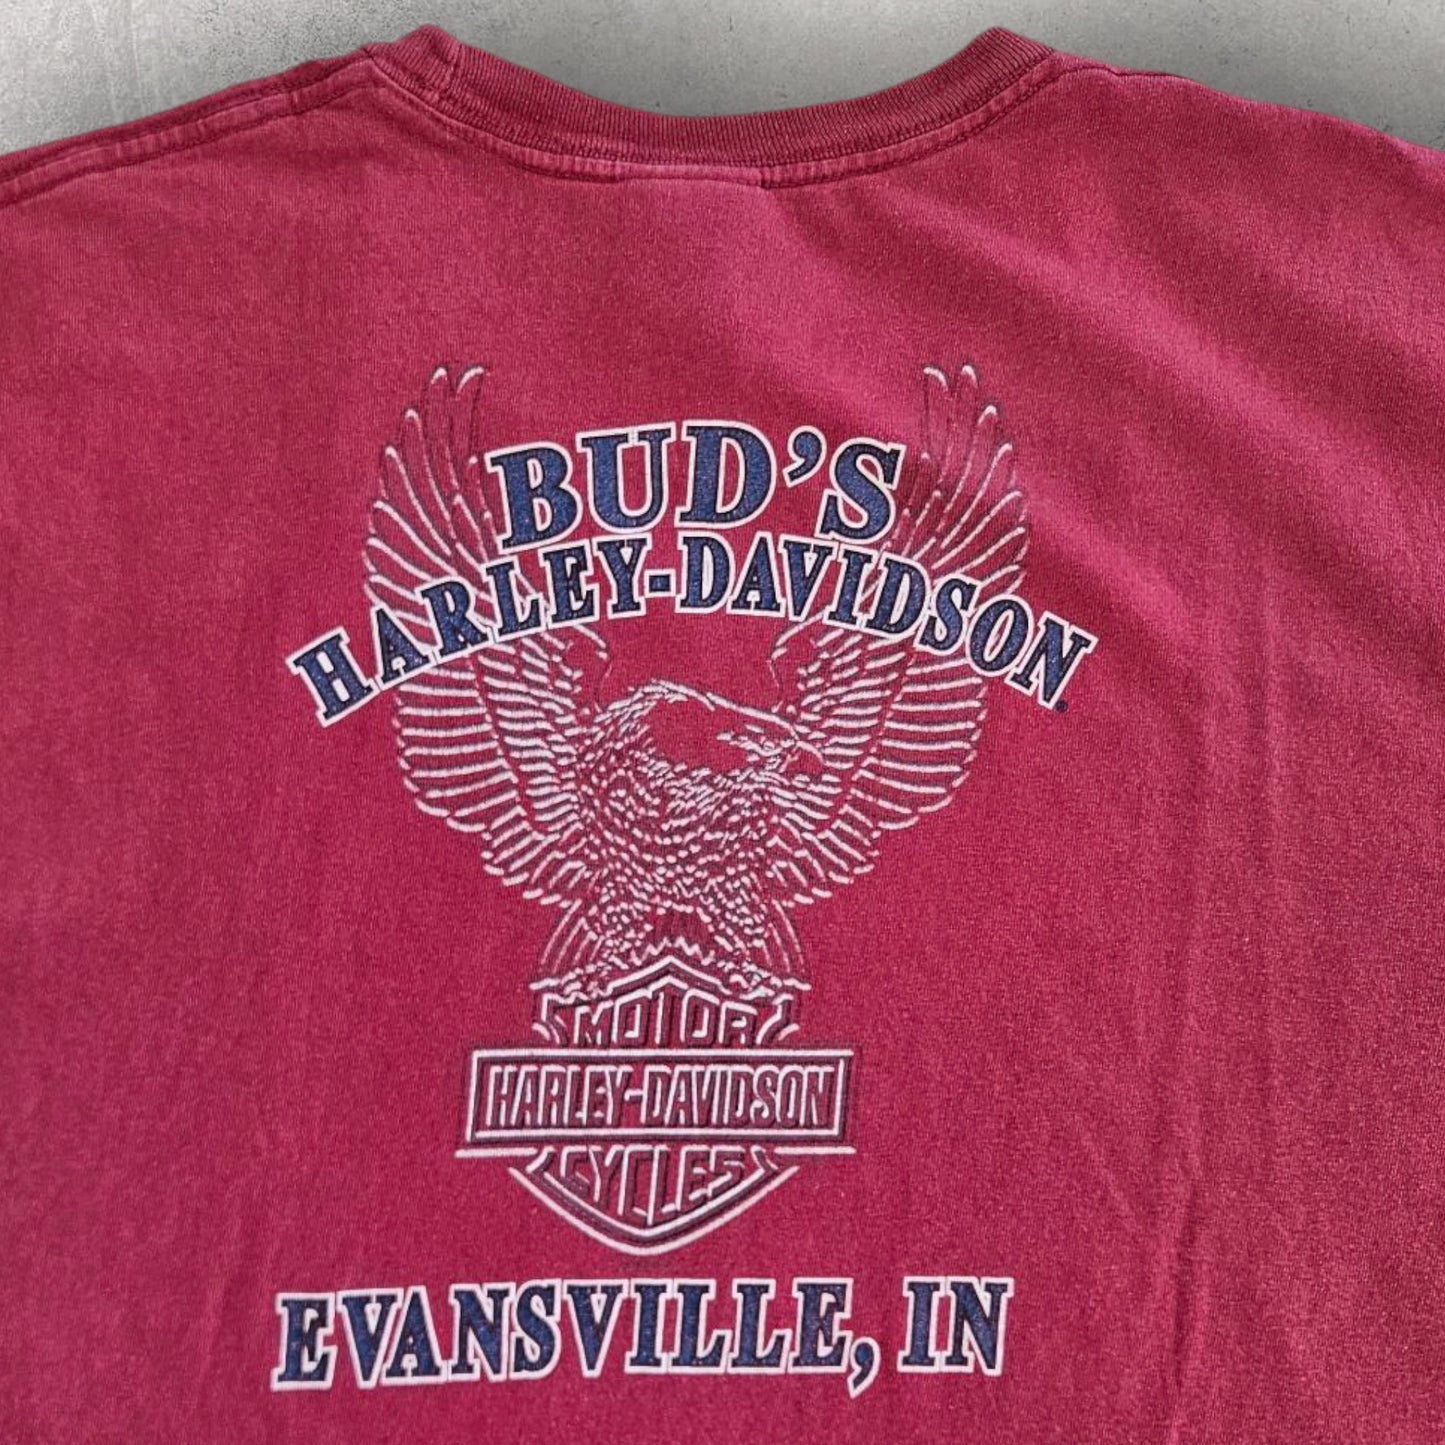 BUD'S
HARLEY-DAVIDSON®
MOTOR
HARLEY-DAVIDSON
CYCLES
EVANSVILLE, IN